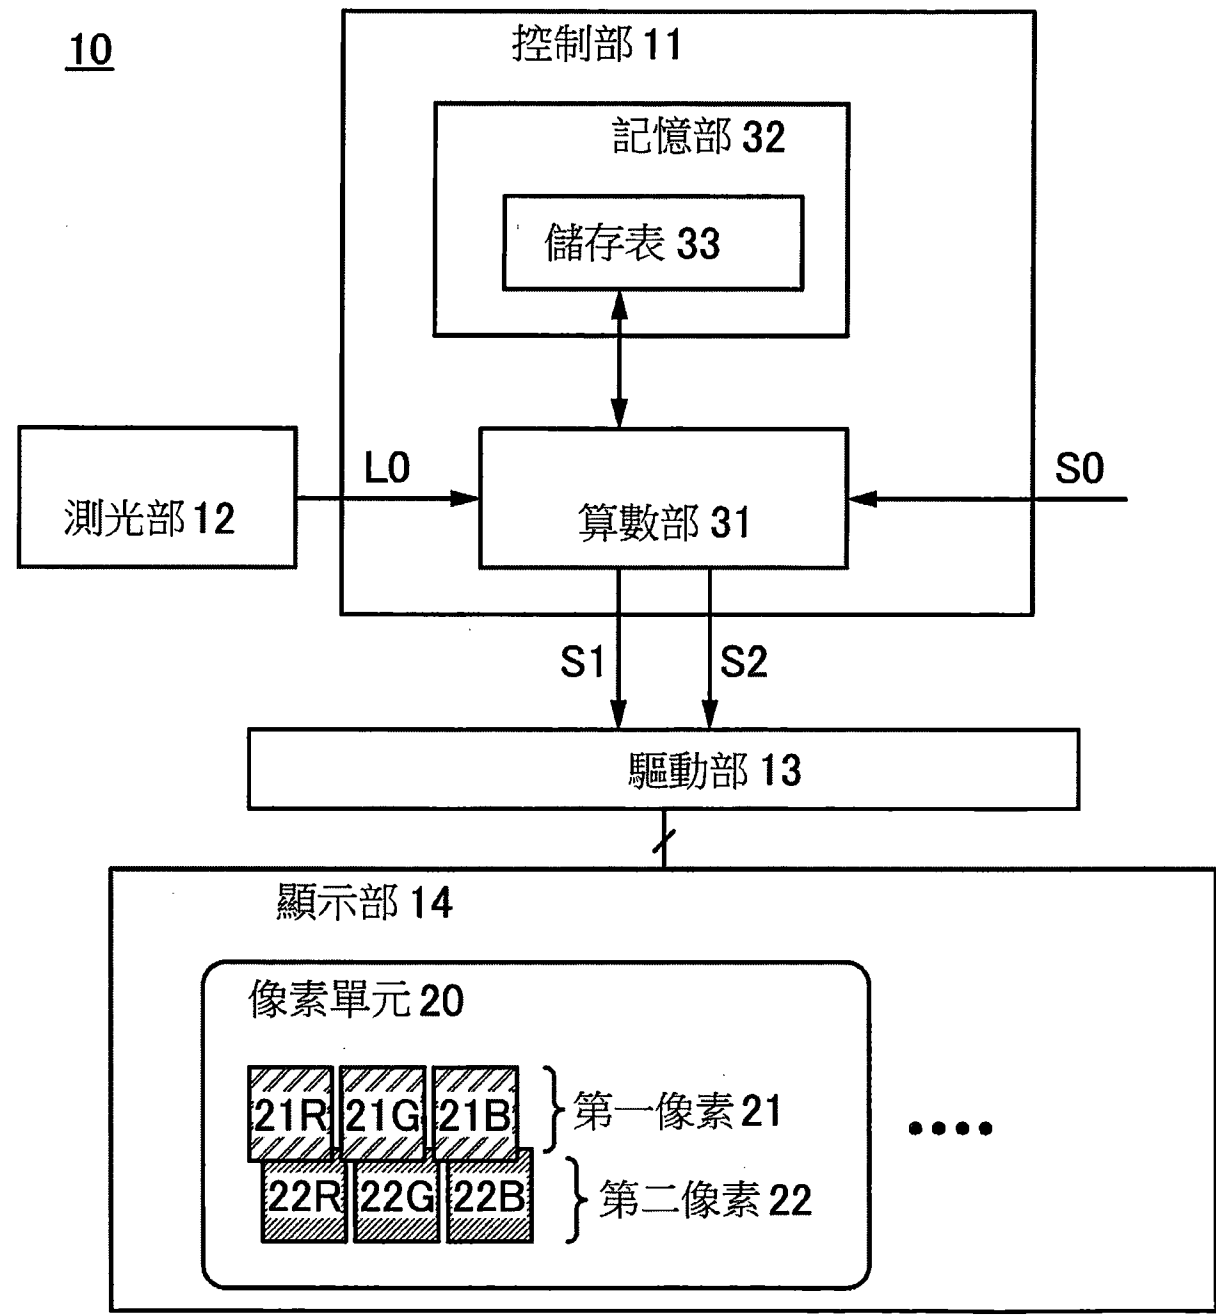 10
控制部 11
記憶部 32
儲存表 33
測光部 12
L0
算數部 31
S0
S1
S2
驅動部 13
顯示部 14
像素單元 20
21R 21G 21B
第一像素 21
22R 22G 22B
第二像素 22